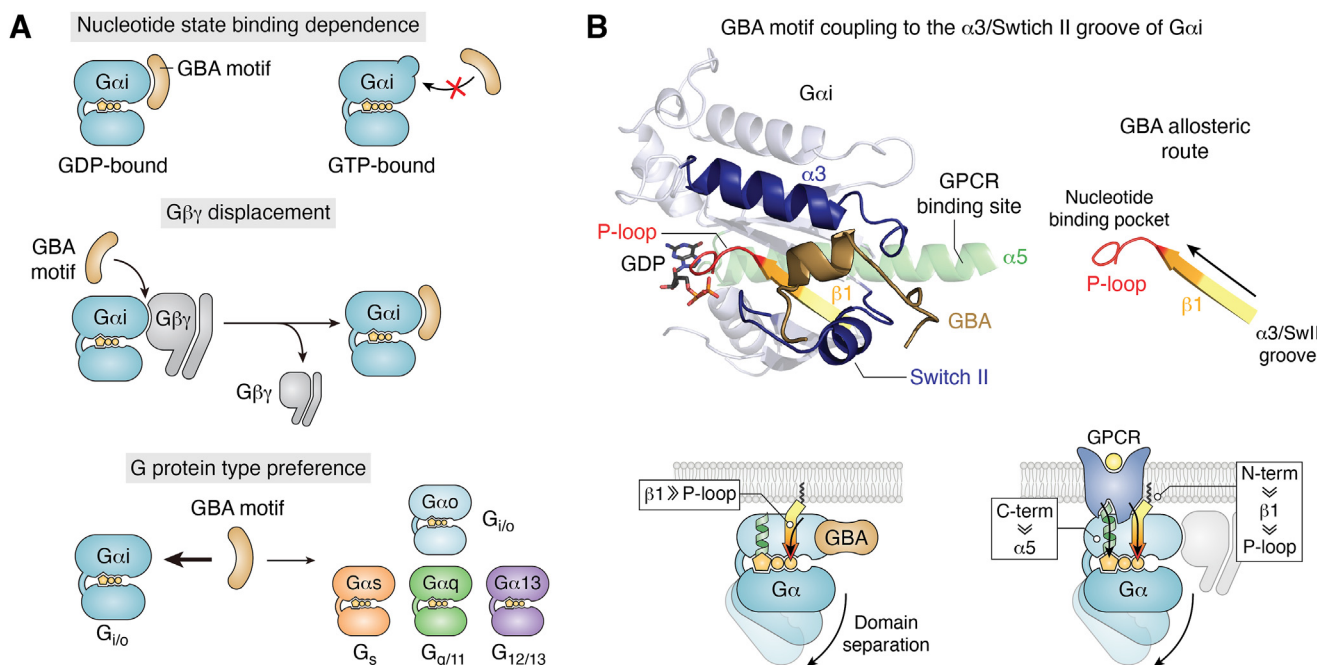 A
Nucleotide state binding dependence
Gαi
GBA motif
GDP-bound
Gαi
GTP-bound
Gβγ displacement
GBA
motif
Gαi
Gβγ
Gβγ
Gαi
G protein type preference
GBA motif
Gαi
Gi/o
Gαo
Gi/o
Gαs
Gαq
Gα13
Gs
Gq/11
G12/13
B
GBA motif coupling to the α3/Swtich II groove of Gαi
Gαi
α3
GPCR
binding site
P-loop
GDP
α5
GBA
Switch II
GBA allosteric
route
Nucleotide
binding pocket
P-loop
β1
α3/SwII
groove
β1 ≫ P-loop
GBA
Gα
Domain
separation
GPCR
C-term
≫
α5
N-term
≫
β1
≫
P-loop
Gα